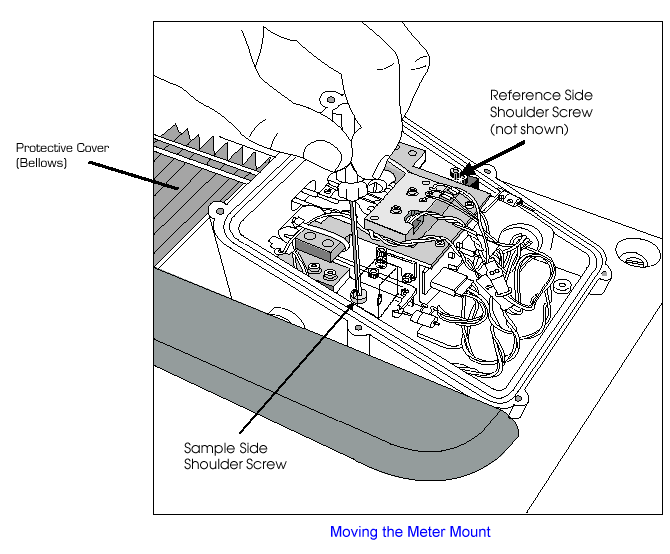 Reference Side
Shoulder Screw
(not shown)
Protective Cover
(Bellows)
Sample Side
Shoulder Screw
Moving the Meter Mount